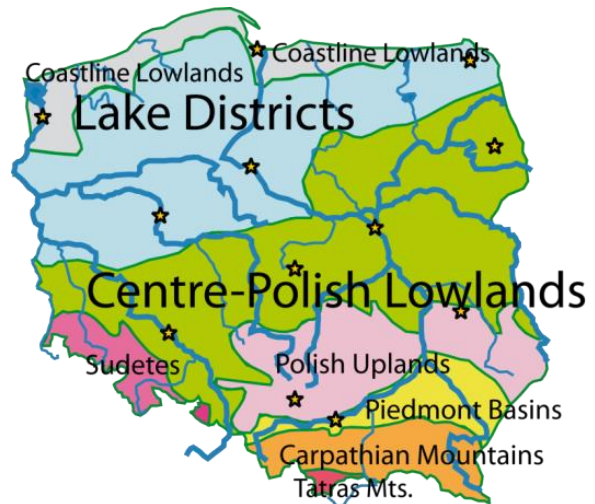 Coastline Lowlands
Coastline Lowlands
Lake Districts
Centre-Polish Lowlands
Sudetes
Polish Uplands
Piedmont Basins
Carpathian Mountains
Tatras Mts.